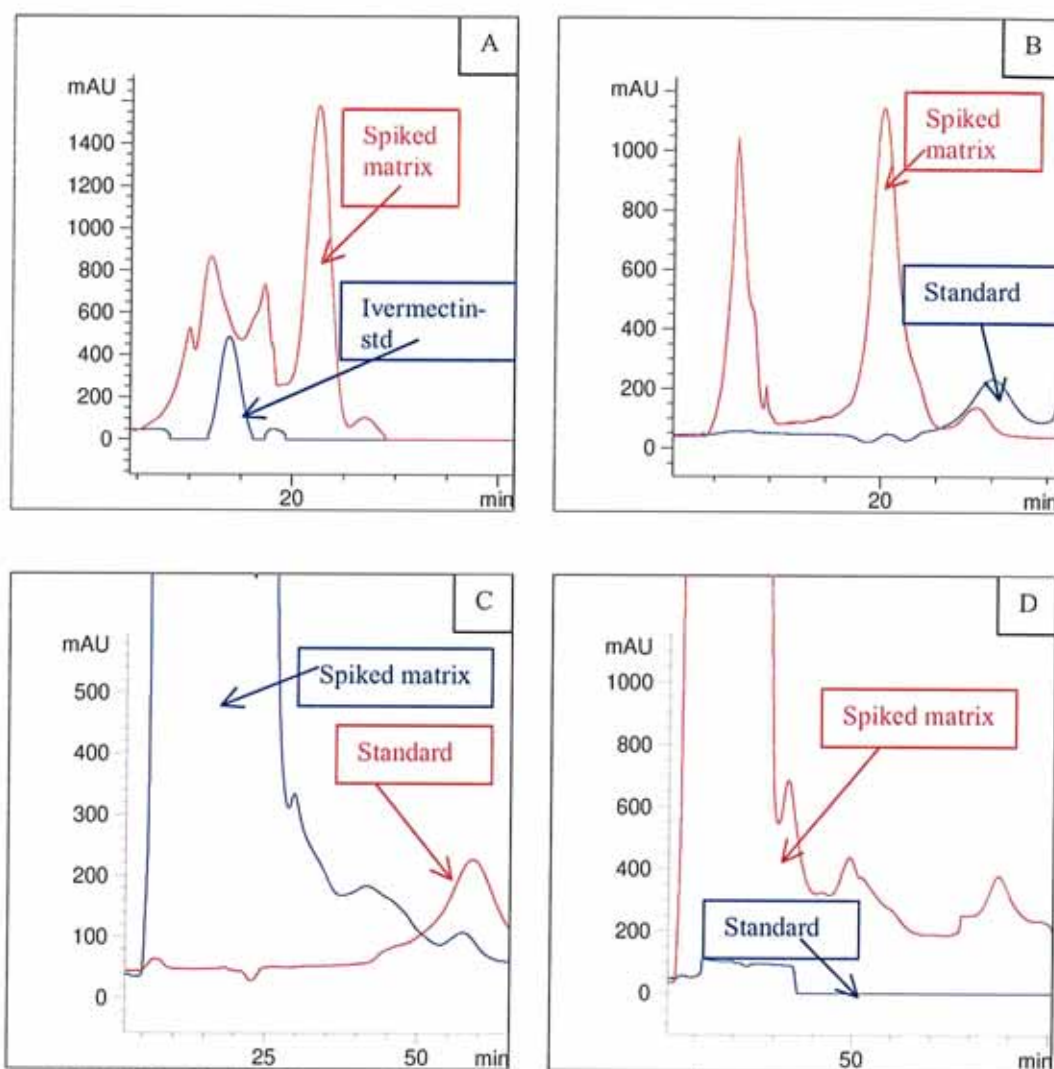 A
mAU
1400
1200
1000
800
600
400
200
0
20
min
Spiked
matrix
Ivermectin-
std
B
mAU
1000
800
600
400
200
0
20
min
Spiked
matrix
Standard
C
mAU
500
400
300
200
100
0
25
50
min
Spiked matrix
Standard
D
mAU
1000
800
600
400
200
0
50
min
Spiked matrix
Standard